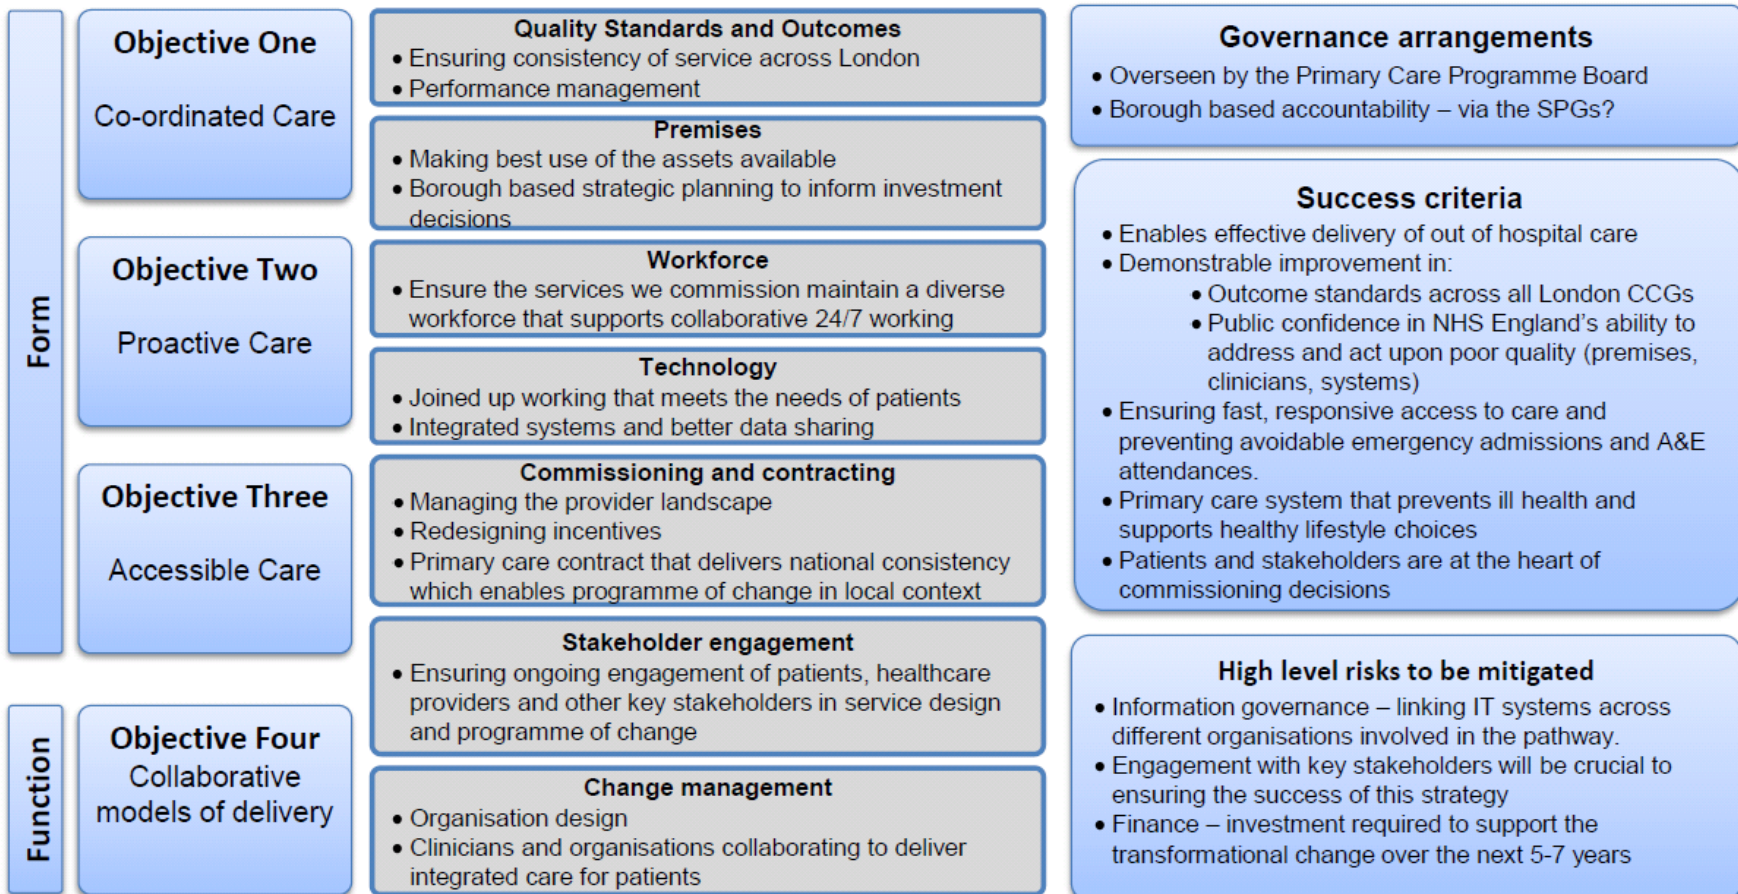 Form
Objective One
Co-ordinated Care
Objective Two
Proactive Care
Objective Three
Accessible Care
Function
Objective Four
Collaborative
models of delivery
Quality Standards and Outcomes
• Ensuring consistency of service across London
• Performance management
Premises
• Making best use of the assets available
• Borough based strategic planning to inform investment
decisions
Workforce
• Ensure the services we commission maintain a diverse
workforce that supports collaborative 24/7 working
Technology
• Joined up working that meets the needs of patients
• Integrated systems and better data sharing
Commissioning and contracting
• Managing the provider landscape
• Redesigning incentives
• Primary care contract that delivers national consistency
which enables programme of change in local context
Stakeholder engagement
• Ensuring ongoing engagement of patients, healthcare
providers and other key stakeholders in service design
and programme of change
Change management
• Organisation design
• Clinicians and organisations collaborating to deliver
integrated care for patients
Governance arrangements
• Overseen by the Primary Care Programme Board
• Borough based accountability – via the SPGs?
Success criteria
• Enables effective delivery of out of hospital care
• Demonstrable improvement in:
• Outcome standards across all London CCGs
• Public confidence in NHS England's ability to
address and act upon poor quality (premises,
clinicians, systems)
• Ensuring fast, responsive access to care and
preventing avoidable emergency admissions and A&E
attendances.
• Primary care system that prevents ill health and
supports healthy lifestyle choices
• Patients and stakeholders are at the heart of
commissioning decisions
High level risks to be mitigated
• Information governance – linking IT systems across
different organisations involved in the pathway.
• Engagement with key stakeholders will be crucial to
ensuring the success of this strategy
• Finance – investment required to support the
transformational change over the next 5-7 years